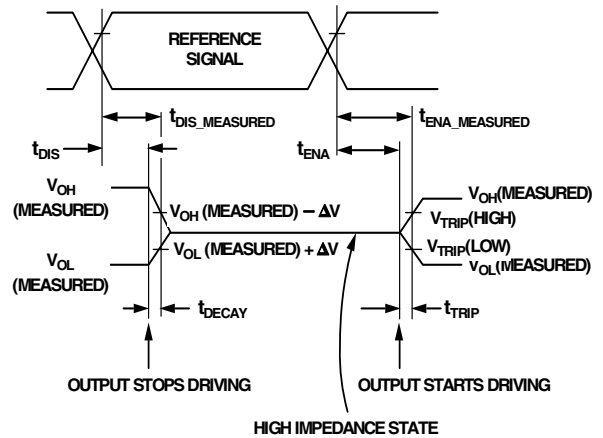 REFERENCE
SIGNAL
tDIS_MEASURED
tENA_MEASURED
tDIS
tENA
VOH
(MEASURED)
VOH (MEASURED) – ΔV
VOH(MEASURED)
VTRIP(HIGH)
VOL
(MEASURED)
VOL (MEASURED) + ΔV
VTRIP(LOW)
VOL(MEASURED)
tDECAY
tTRIP
OUTPUT STOPS DRIVING
OUTPUT STARTS DRIVING
HIGH IMPEDANCE STATE